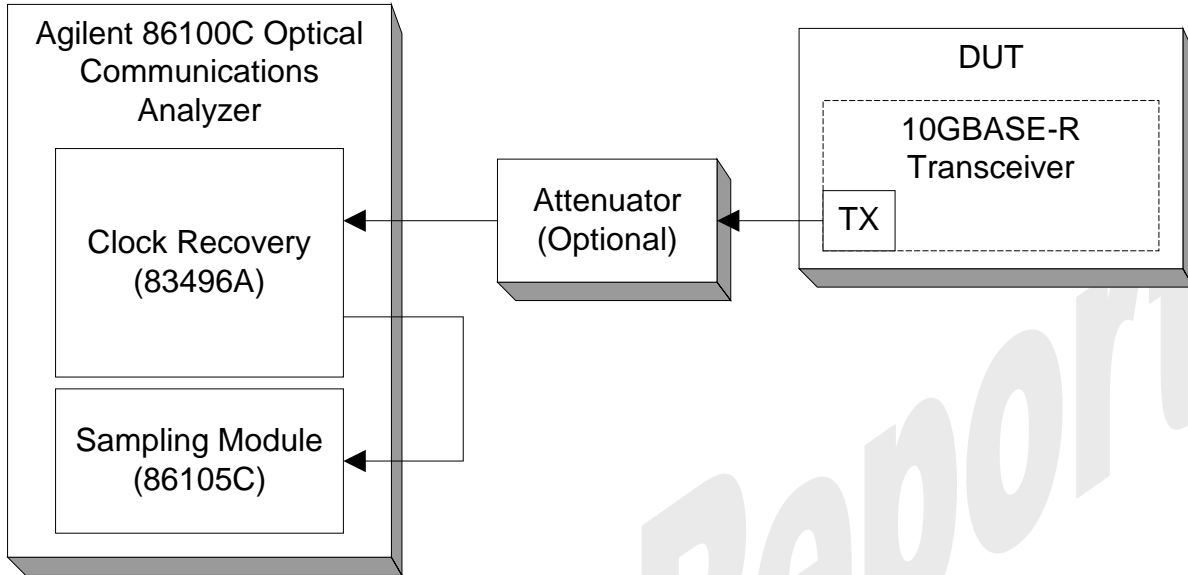 Agilent 86100C Optical
Communications
Analyzer
Clock Recovery
(83496A)
Sampling Module
(86105C)
Attenuator
(Optional)
DUT
10GBASE-R
Transceiver
TX
Report